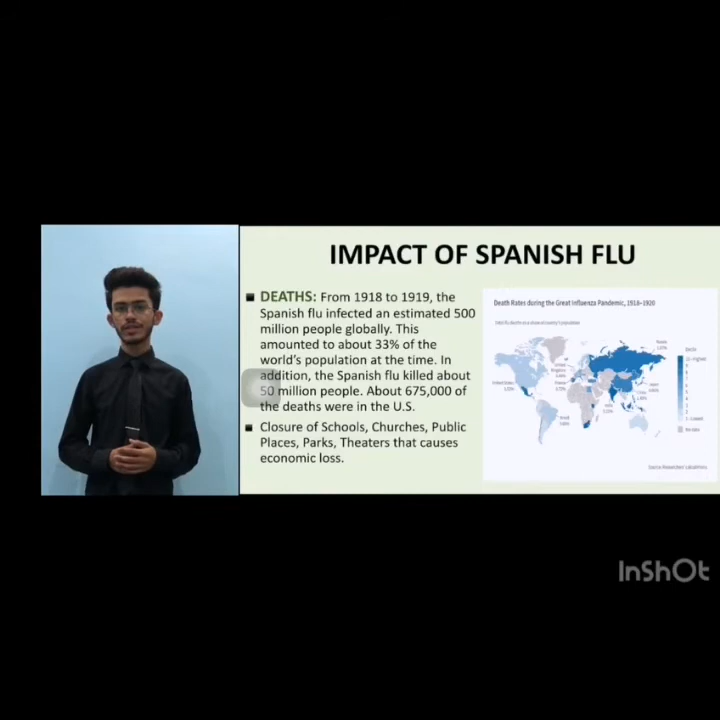 IMPACT OF SPANISH FLU
DEATHS: From 1918 to 1919, the
Spanish flu infected an estimated 500
million people globally. This
amounted to about 33% of the
world's population at the time. In
addition, the Spanish flu killed about
50 million people. About 675,000 of
the deaths were in the U.S.
Closure of Schools, Churches, Public
Places, Parks, Theaters that causes
economic loss.
Death Rates during the Great Influenza Pandemic, 1918–1920
InShOt